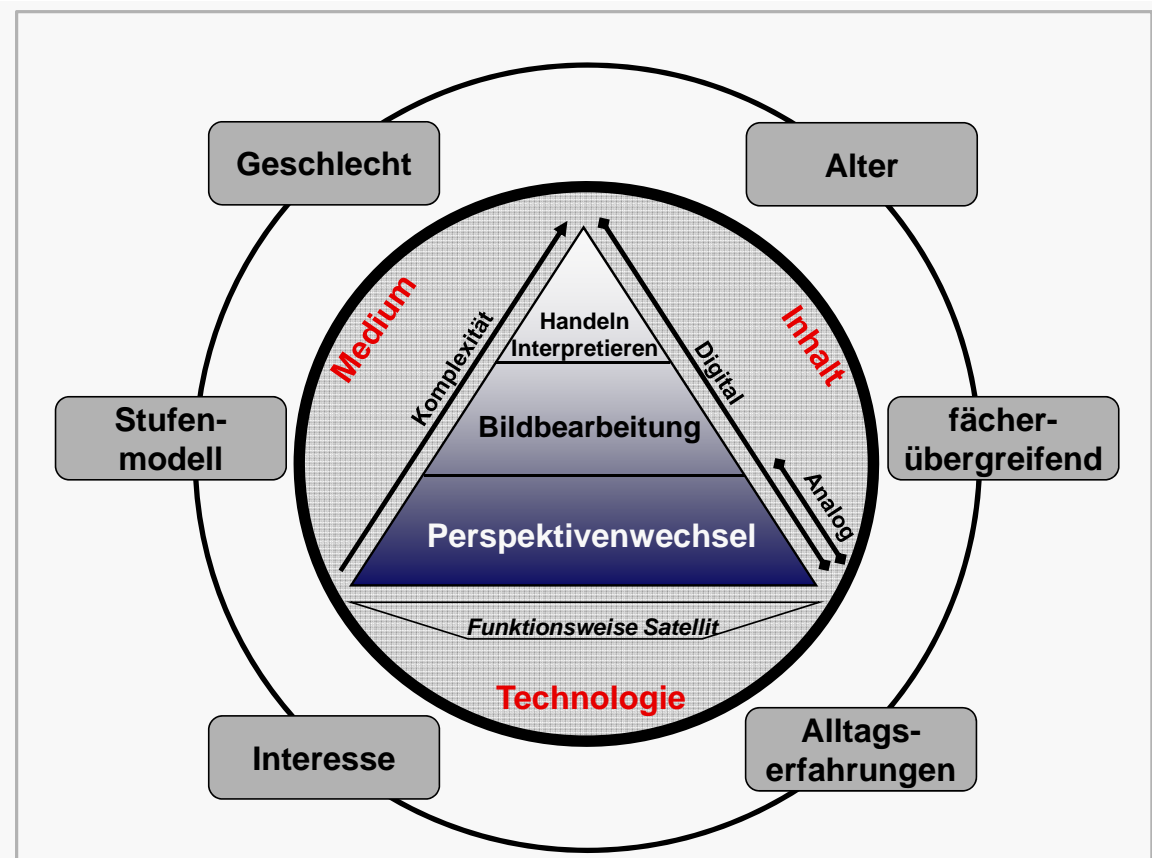 Geschlecht
Alter
Medium
Inhalt
Komplexität
Handeln
Interpretieren
Digital
Stufen-
modell
Bildbearbeitung
fächer-
übergreifend
Analog
Perspektivenwechsel
Funktionsweise Satellit
Technologie
Interesse
Alltags-
erfahrungen